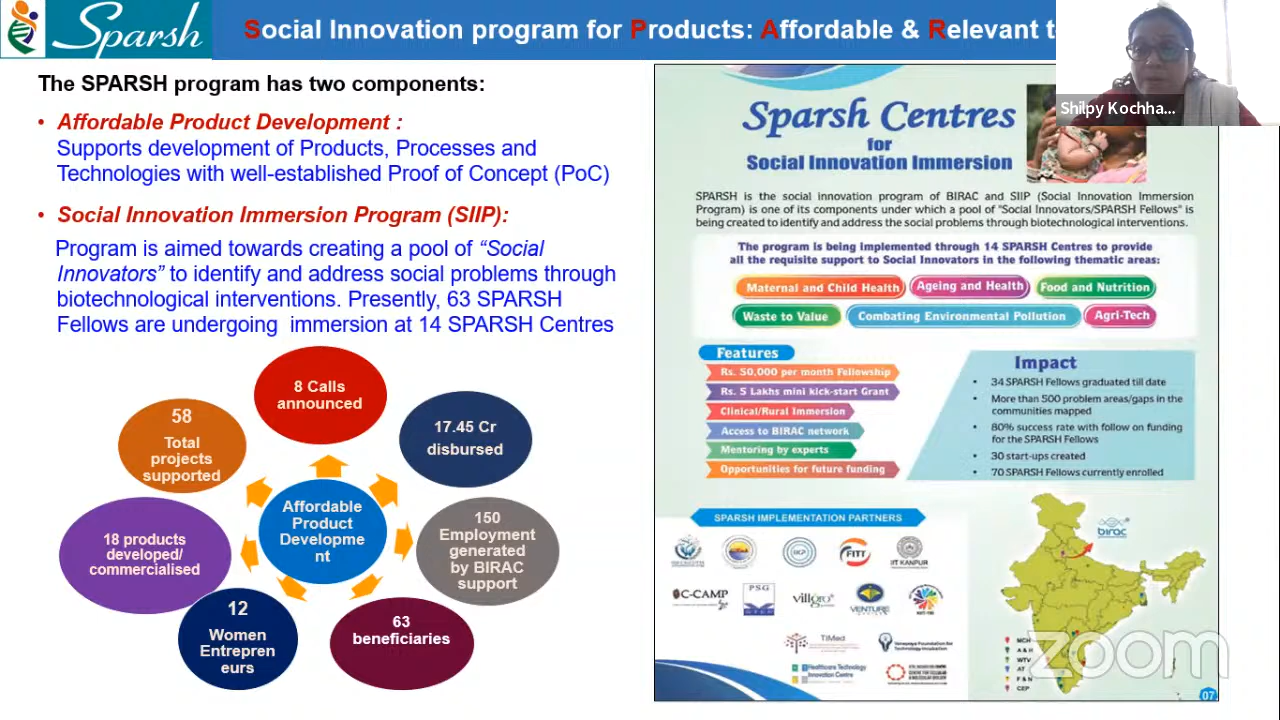 Sparsh
Social Innovation program for Products: Affordable & Relevant t
Shilpy Kochha...
The SPARSH program has two components:
• Affordable Product Development :
Supports development of Products, Processes and
Technologies with well-established Proof of Concept (PoC)
• Social Innovation Immersion Program (SIIP):
Program is aimed towards creating a pool of “Social
Innovators” to identify and address social problems through
biotechnological interventions. Presently, 63 SPARSH
Fellows are undergoing immersion at 14 SPARSH Centres
8 Calls
announced
17.45 Cr
disbursed
150
Employment
generated
by BIRAC
support
63
beneficiaries
12
Women
Entrepren
eurs
18 products
developed/
commercialised
58
Total
projects
supported
Affordable
Product
Developme
nt
Sparsh Centres
for
Social Innovation Immersion
SPARSH is the social innovation program of BIRAC and SIIP (Social Innovation Immersion
Program) is one of its components under which a pool of "Social Innovators/SPARSH Fellows" is
being created to identify and address the social problems through biotechnological interventions.
The program is being implemented through 14 SPARSH Centres to provide
all the requisite support to Social Innovators in the following thematic areas:
Maternal and Child Health
Ageing and Health
Food and Nutrition
Waste to Value
Combating Environmental Pollution
Agri-Tech
Features
Rs. 50,000 per month Fellowship
Rs. 5 Lakhs mini kick-start Grant
Clinical/Rural Immersion
Access to BIRAC network
Mentoring by experts
Opportunities for future funding
Impact
• 34 SPARSH Fellows graduated till date
• More than 500 problem areas/gaps in the
communities mapped
• 80% success rate with follow on funding
for the SPARSH Fellows
• 30 start-ups created
• 70 SPARSH Fellows currently enrolled
SPARSH IMPLEMENTATION PARTNERS
IKP
FITT
IIT KANPUR
C-CAMP
PSG
STEP
villgro
VENTURE
TIMed
Healthcare Technology
Innovation Centre
birac
MCH
A & H
WTV
AT
F & N
CEP
zoom
07